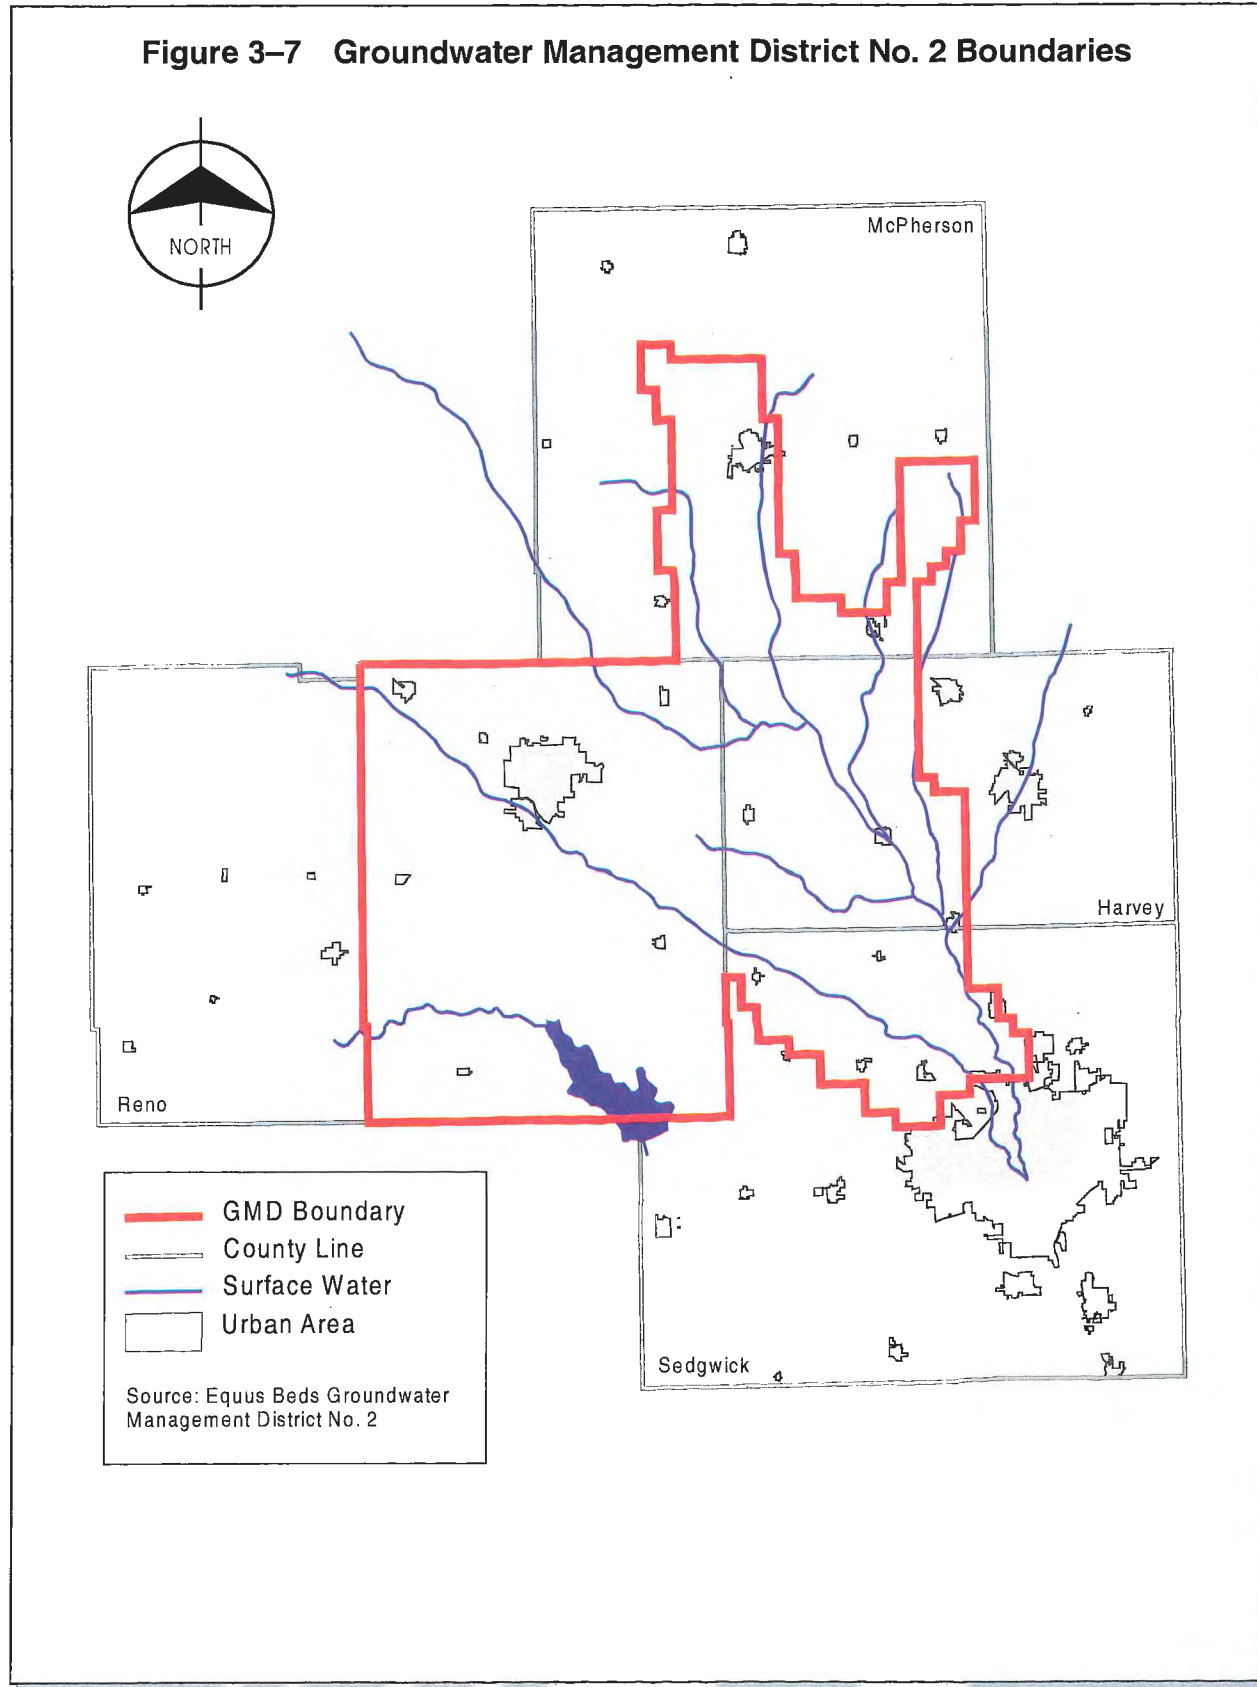 Figure 3–7 Groundwater Management District No. 2 Boundaries
NORTH
McPherson
Harvey
Reno
Sedgwick
GMD Boundary
County Line
Surface Water
Urban Area
Source: Equus Beds Groundwater
Management District No. 2